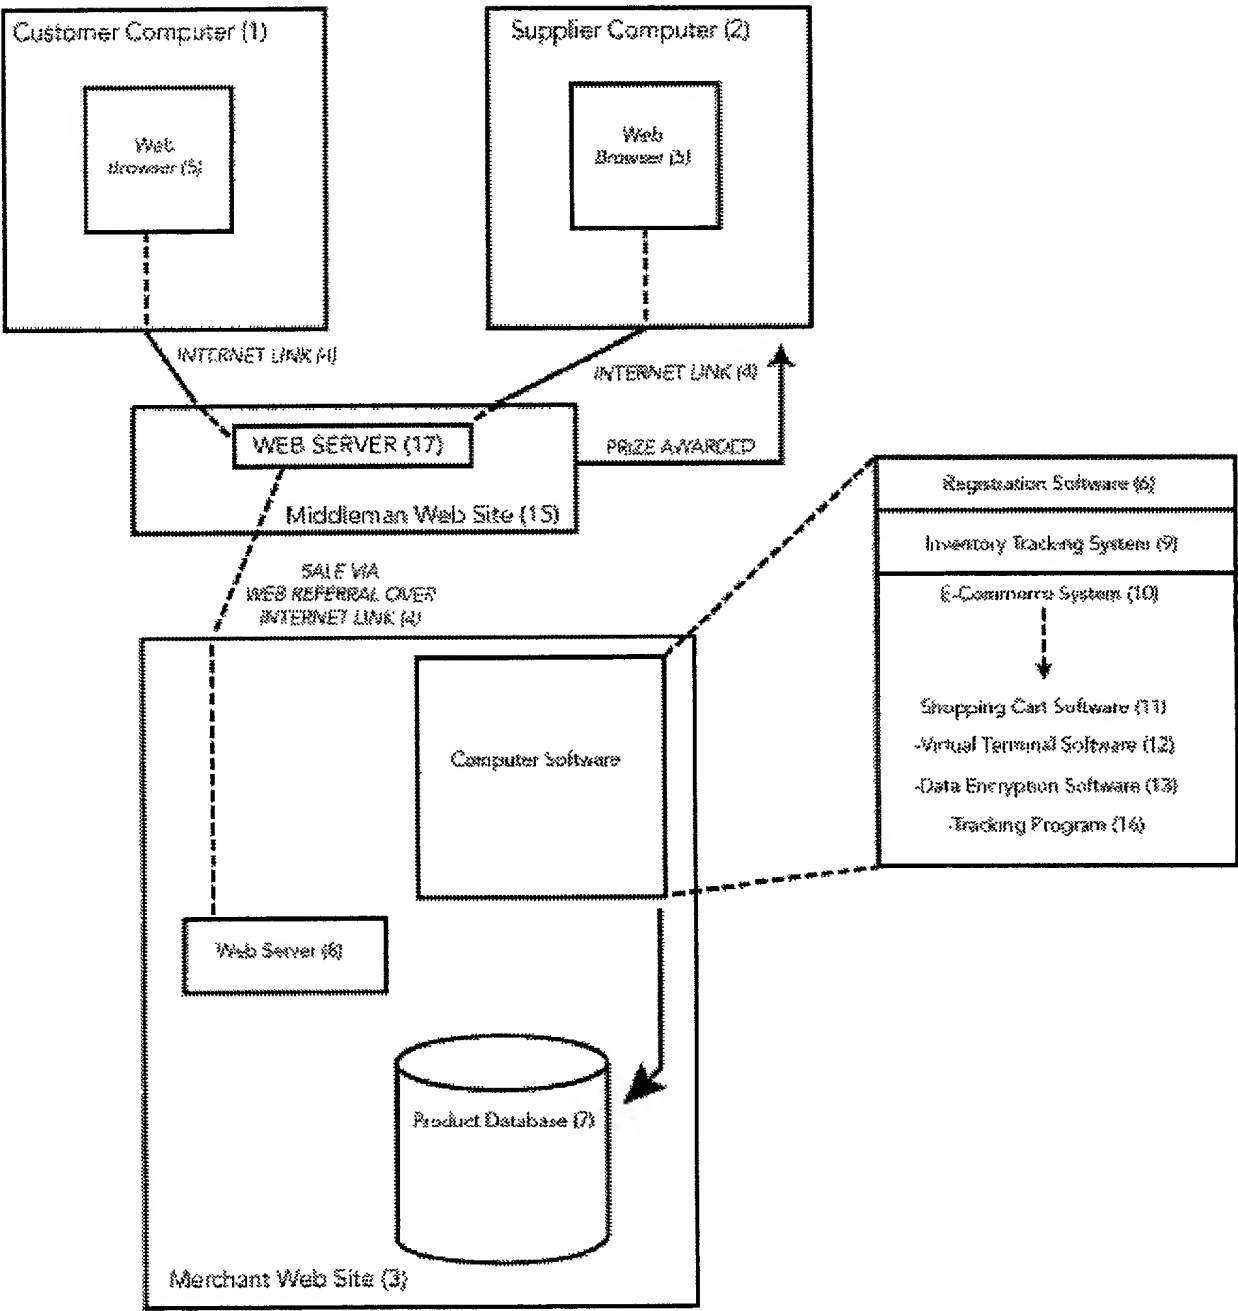 Customer Computer (1)
Supplier Computer (2)
Web
Browser (5)
Web
Browser (5)
INTERNET LINK (4)
INTERNET LINK (4)
WEB SERVER (17)
PRIZE AWARDED
Middleman Web Site (15)
SALE VIA
WEB REFERRAL OVER
INTERNET LINK (4)
Registration Software (6)
Inventory Tracking System (9)
E-Commerce System (10)
Shopping Cart Software (11)
-Virtual Terminal Software (12)
-Data Encryption Software (13)
-Tracking Program (16)
Computer Software
Web Server (8)
Product Database (7)
Merchant Web Site (3)